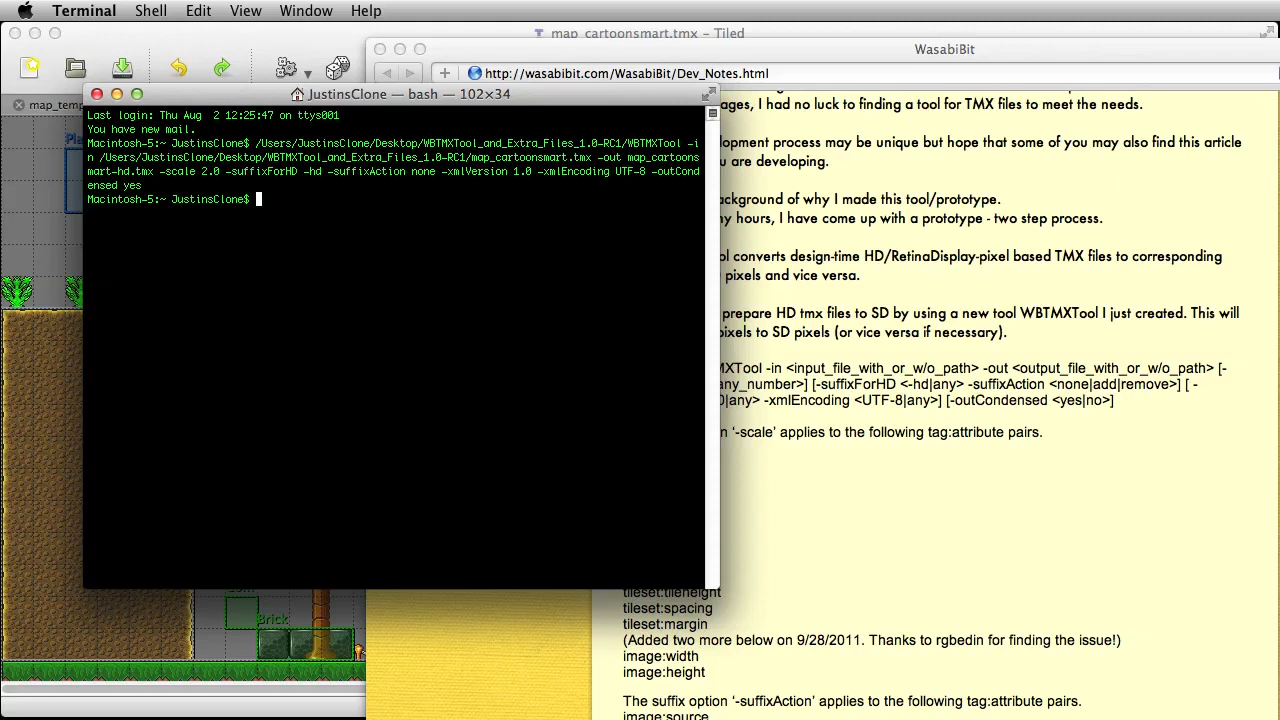 Terminal Shell Edit View Window Help
map_cartoonsmart.tmx – Tiled
WasabiBit
http://wasabibit.com/WasabiBit/Dev_Notes.html
JustinsClone — bash — 102×34
map_temp
Last login: Thu Aug  2 12:25:47 on ttys001
You have new mail.
Macintosh-5:~ JustinsClone$ /Users/JustinsClone/Desktop/WBTMXTool_and_Extra_Files_1.0-RC1/WBTMXTool -i
n /Users/JustinsClone/Desktop/WBTMXTool_and_Extra_Files_1.0-RC1/map_cartoonsmart.tmx -out map_cartoons
mart-hd.tmx -scale 2.0 -suffixForHD -hd -suffixAction none -xmlVersion 1.0 -xmlEncoding UTF-8 -outCond
ensed yes
Macintosh-5:~ JustinsClone$
ages, I had no luck to finding a tool for TMX files to meet the needs.
lopment process may be unique but hope that some of you may also find this article
ou are developing.
ackground of why I made this tool/prototype.
ny hours, I have come up with a prototype - two step process.
ol converts design-time HD/RetinaDisplay-pixel based TMX files to corresponding
pixels and vice versa.
prepare HD tmx files to SD by using a new tool WBTMXTool I just created. This will
pixels to SD pixels (or vice versa if necessary).
MXTool -in <input_file_with_or_w/o_path> -out <output_file_with_or_w/o_path> [-
any_number>] [-suffixForHD <-hd|any> -suffixAction <none|add|remove>] [ -
0|any> -xmlEncoding <UTF-8|any>] [-outCondensed <yes|no>]
n ‘-scale’ applies to the following tag:attribute pairs.
tileset:tileheight
tileset:spacing
tileset:margin
(Added two more below on 9/28/2011. Thanks to rgbedin for finding the issue!)
image:width
image:height
The suffix option ‘-suffixAction’ applies to the following tag:attribute pairs.
image:source
Brick